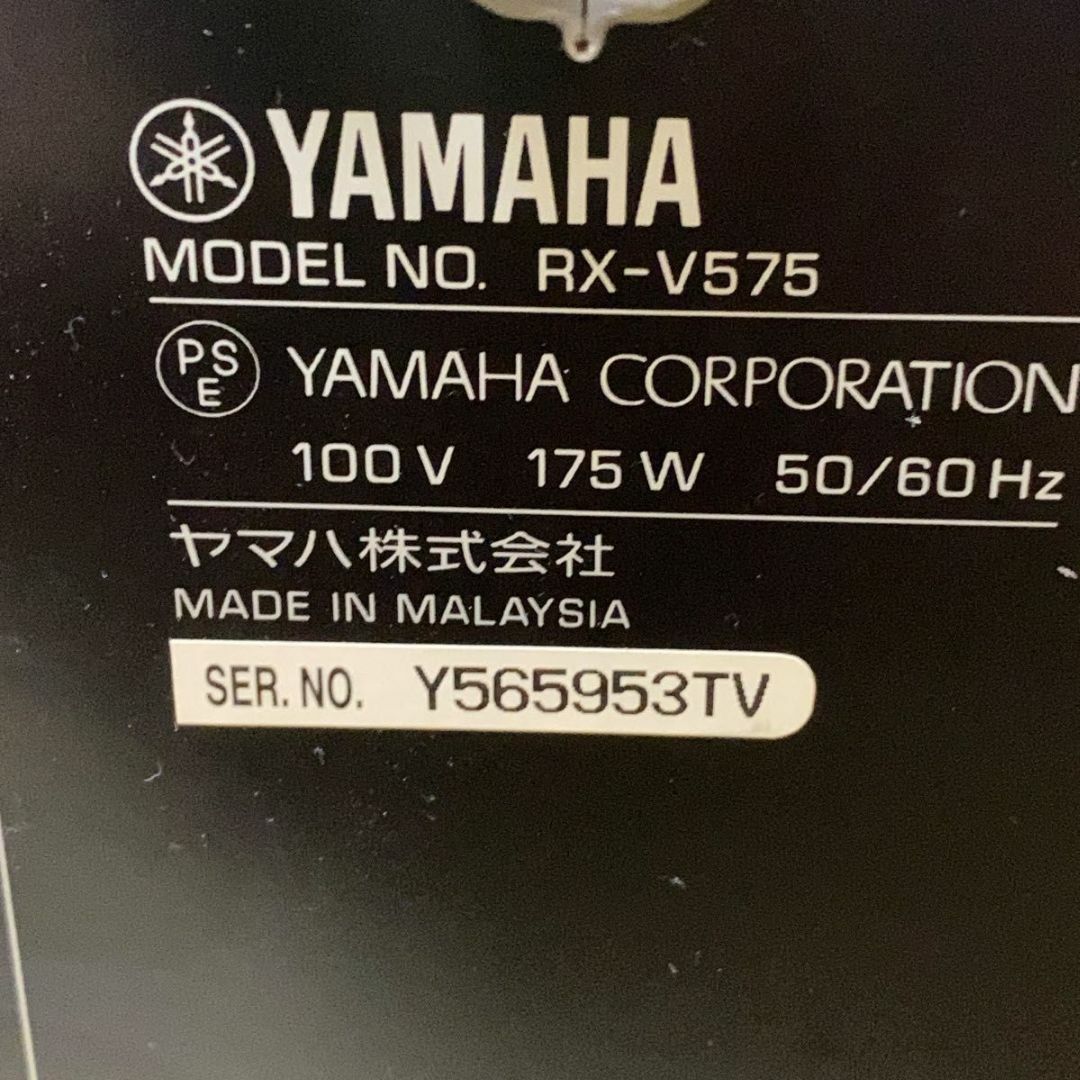 YAMAHA
MODEL NO. RX-V575
PSE YAMAHA CORPORATION
100 V 175 W 50/60 Hz
ヤマハ株式会社
MADE IN MALAYSIA
SER. NO. Y565953TV